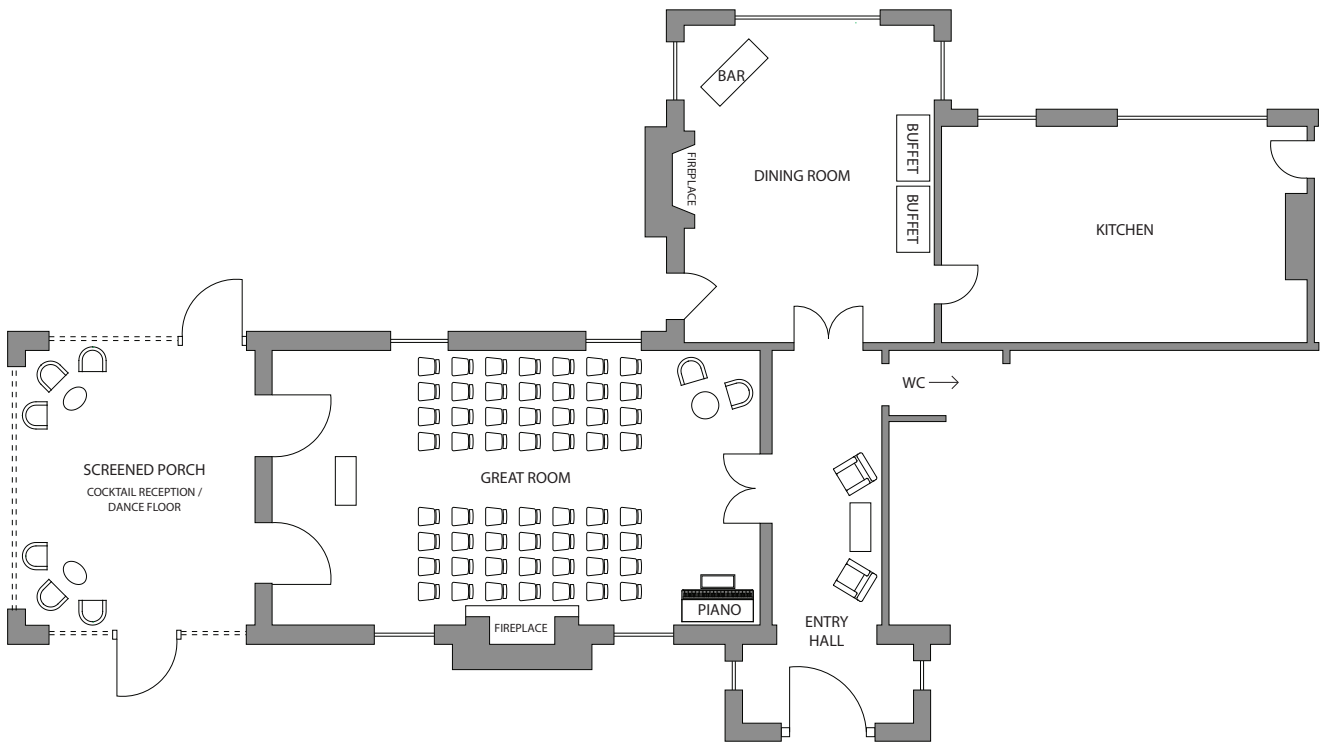 BAR
FIREPLACE
DINING ROOM
BUFFET
BUFFET
KITCHEN
WC
SCREENED PORCH
COCKTAIL RECEPTION /
DANCE FLOOR
GREAT ROOM
FIREPLACE
PIANO
ENTRY
HALL